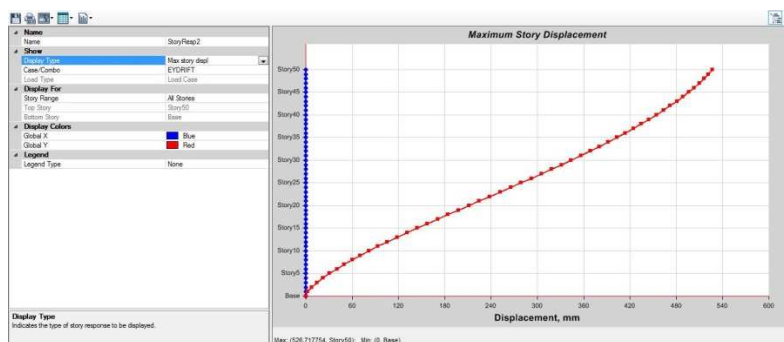 Name
Name StoryResp2
Show
Display Type Max story displ
Case/Combo EYDRIFT
Load Type Load Case
Display For
Story Range All Stories
Top Story Story50
Bottom Story Base
Display Colors
Global X Blue
Global Y Red
Legend
Legend Type None
Display Type
Indicates the type of story response to be displayed.
Maximum Story Displacement
Story50
Story45
Story40
Story35
Story30
Story25
Story20
Story15
Story10
Story5
Base
0 60 120 180 240 300 360 420 480 540 600
Displacement, mm
Max: (526.717754, Story50); Min: (0, Base)